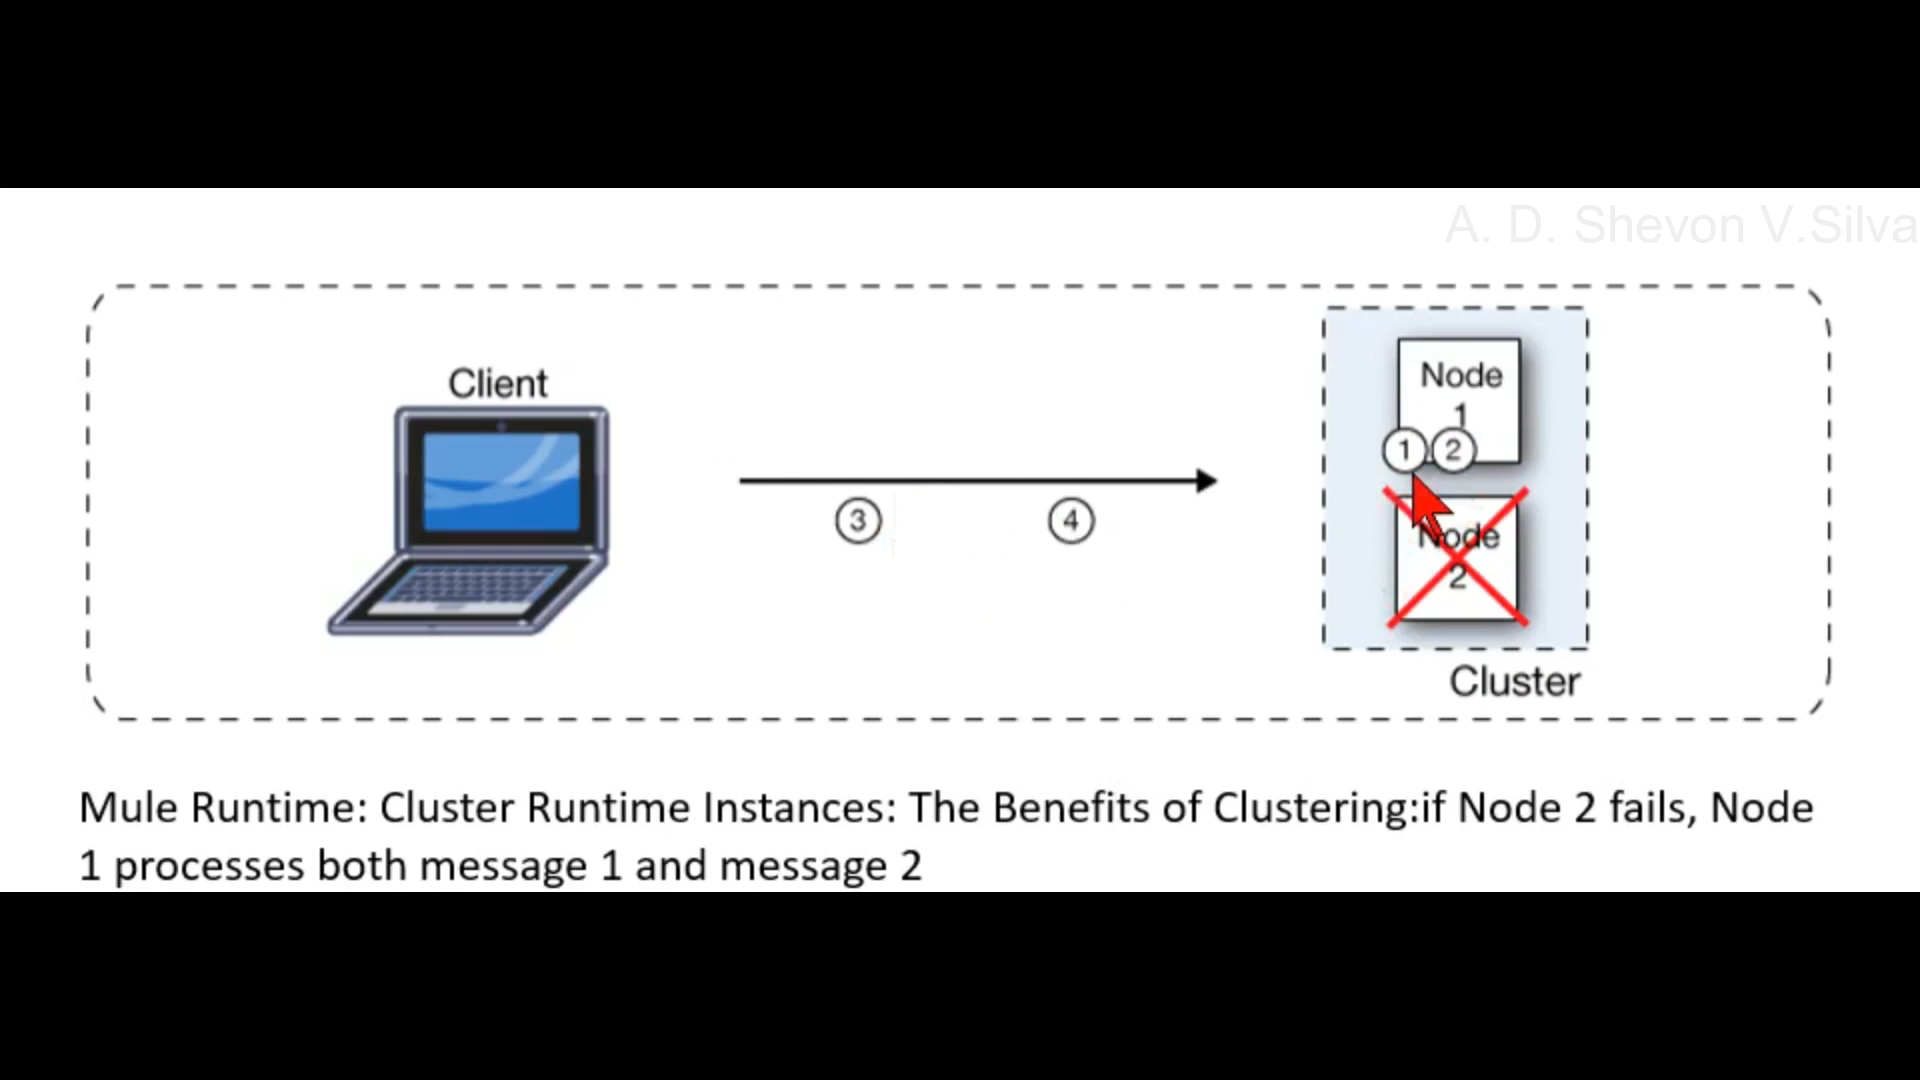 A. D. Shevon V.Silva
Client
Node
1
1 2
3 4
Node
2
Cluster
Mule Runtime: Cluster Runtime Instances: The Benefits of Clustering:if Node 2 fails, Node
1 processes both message 1 and message 2